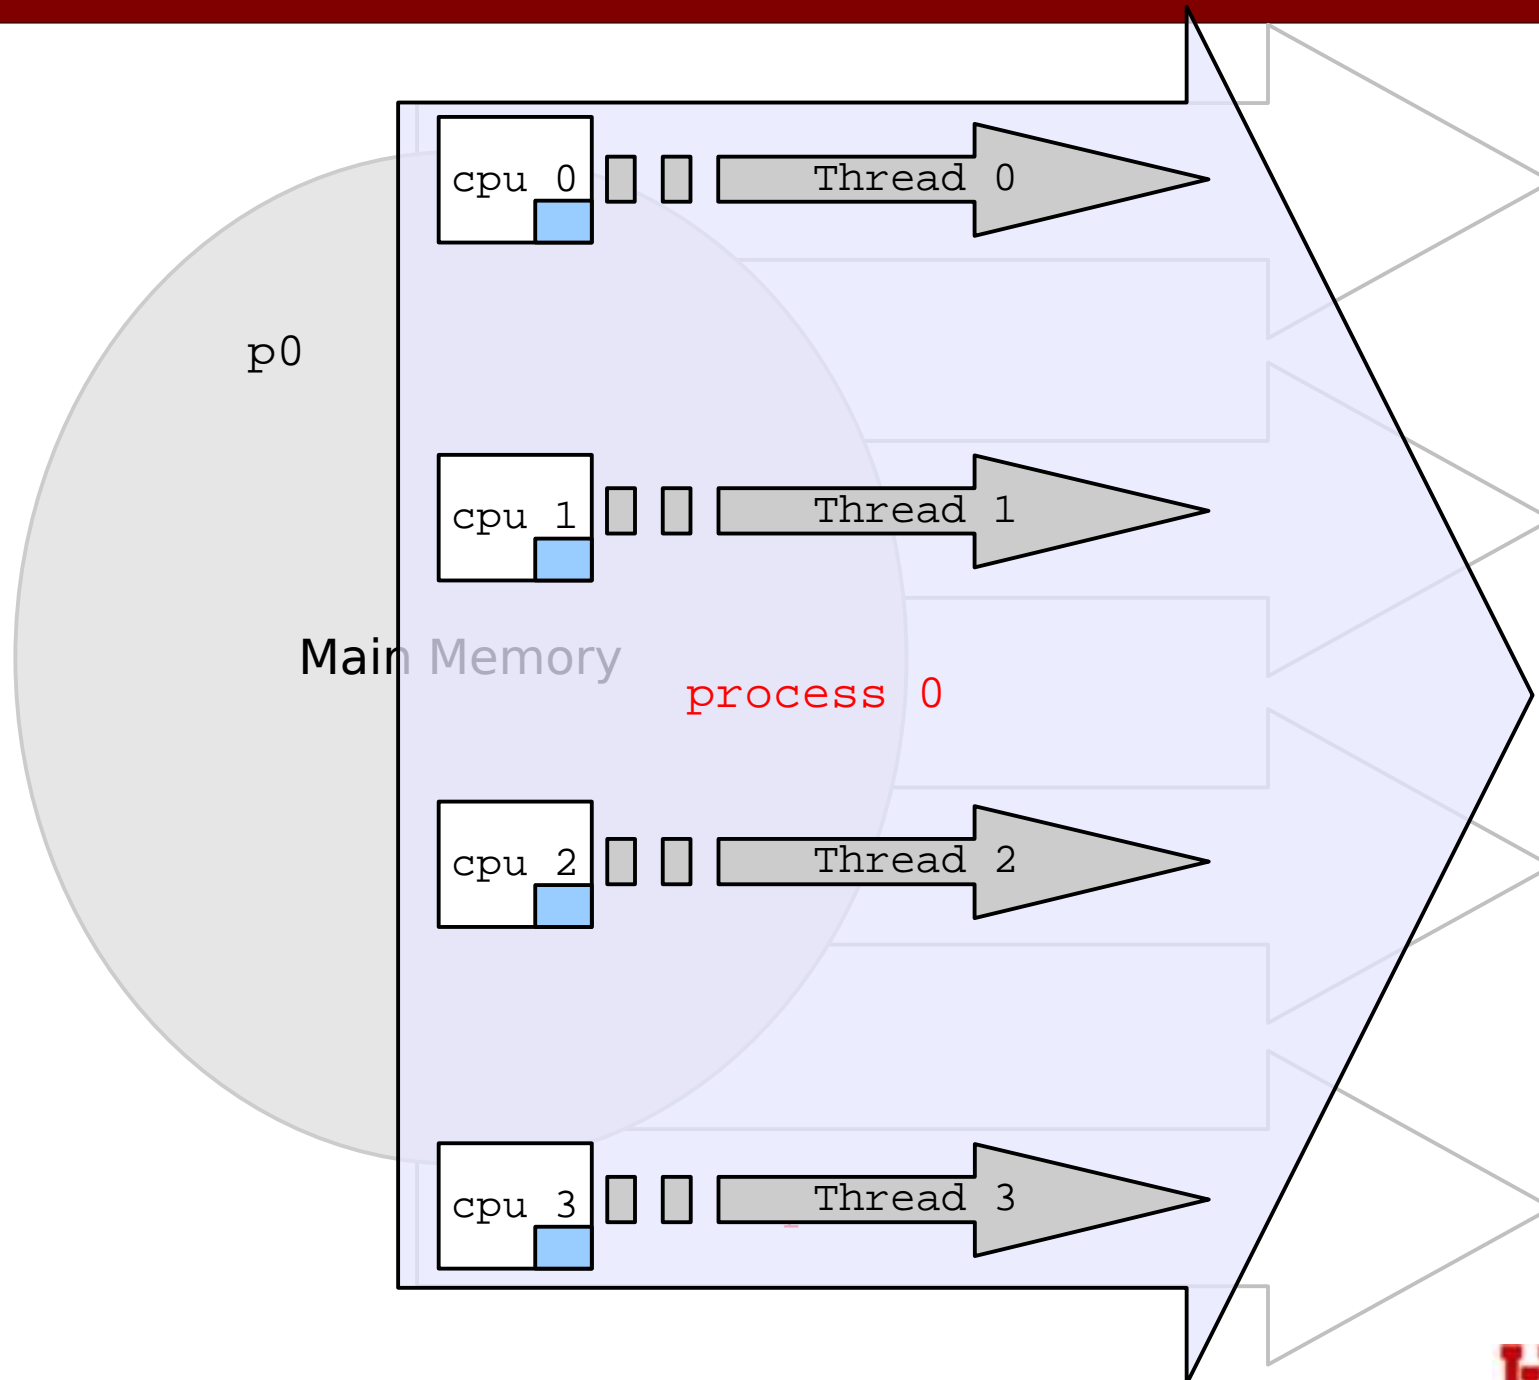 cpu 0
Thread 0
p0
cpu 1
Thread 1
Main Memory
process 0
cpu 2
Thread 2
cpu 3
Thread 3